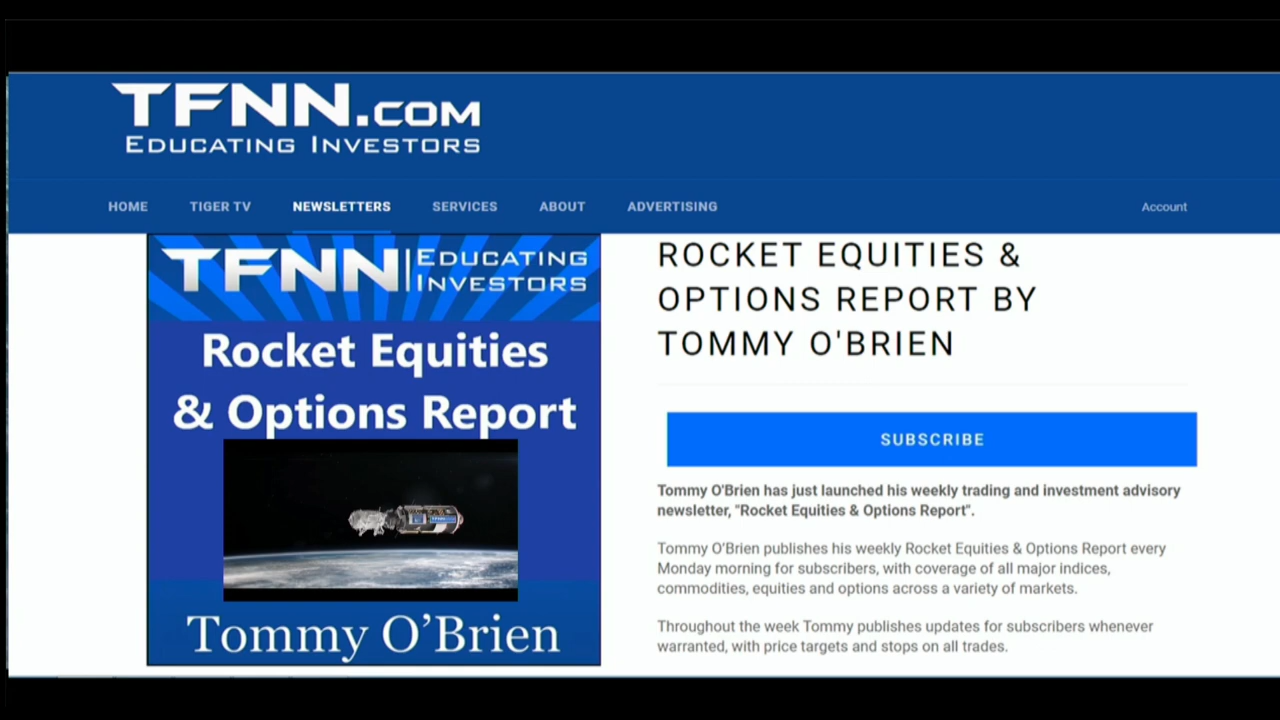 TFNN.COM
EDUCATING INVESTORS
HOME TIGER TV NEWSLETTERS SERVICES ABOUT ADVERTISING Account
TFNN EDUCATING INVESTORS
Rocket Equities
& Options Report
Tommy O’Brien
ROCKET EQUITIES &
OPTIONS REPORT BY
TOMMY O'BRIEN
SUBSCRIBE
Tommy O'Brien has just launched his weekly trading and investment advisory
newsletter, "Rocket Equities & Options Report".
Tommy O’Brien publishes his weekly Rocket Equities & Options Report every
Monday morning for subscribers, with coverage of all major indices,
commodities, equities and options across a variety of markets.
Throughout the week Tommy publishes updates for subscribers whenever
warranted, with price targets and stops on all trades.